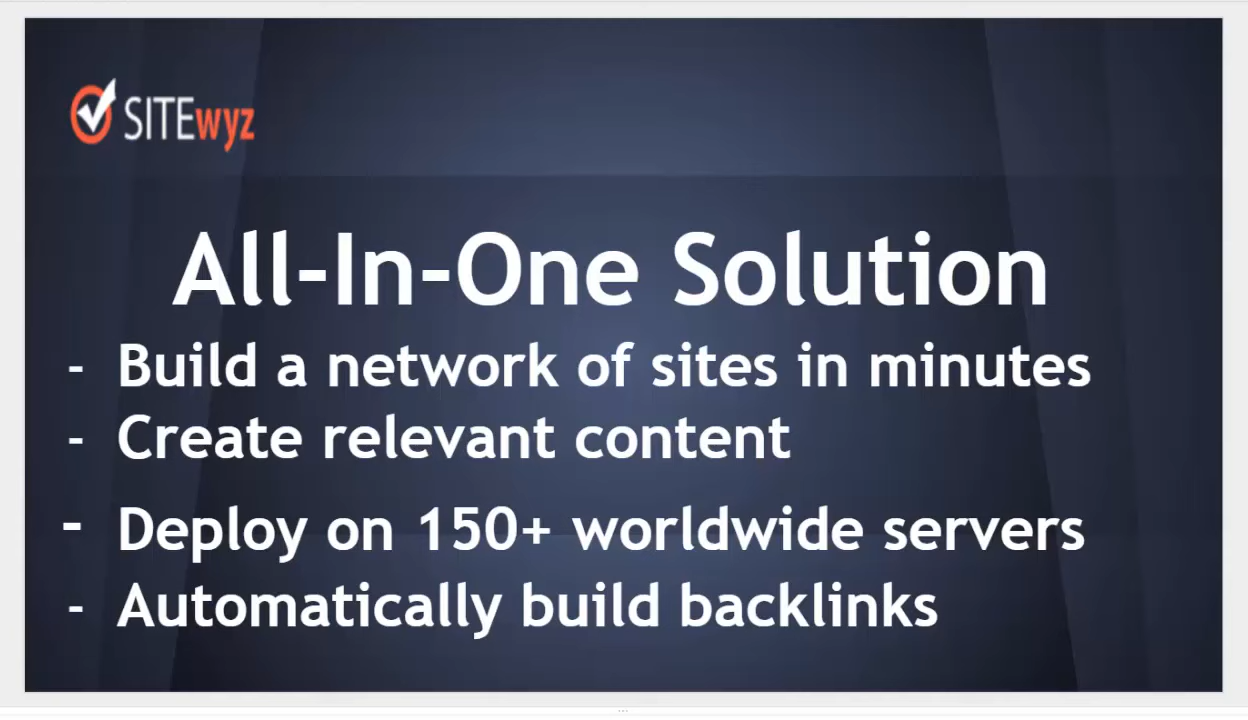 SITEwyz
All-In-One Solution
- Build a network of sites in minutes
- Create relevant content
- Deploy on 150+ worldwide servers
- Automatically build backlinks